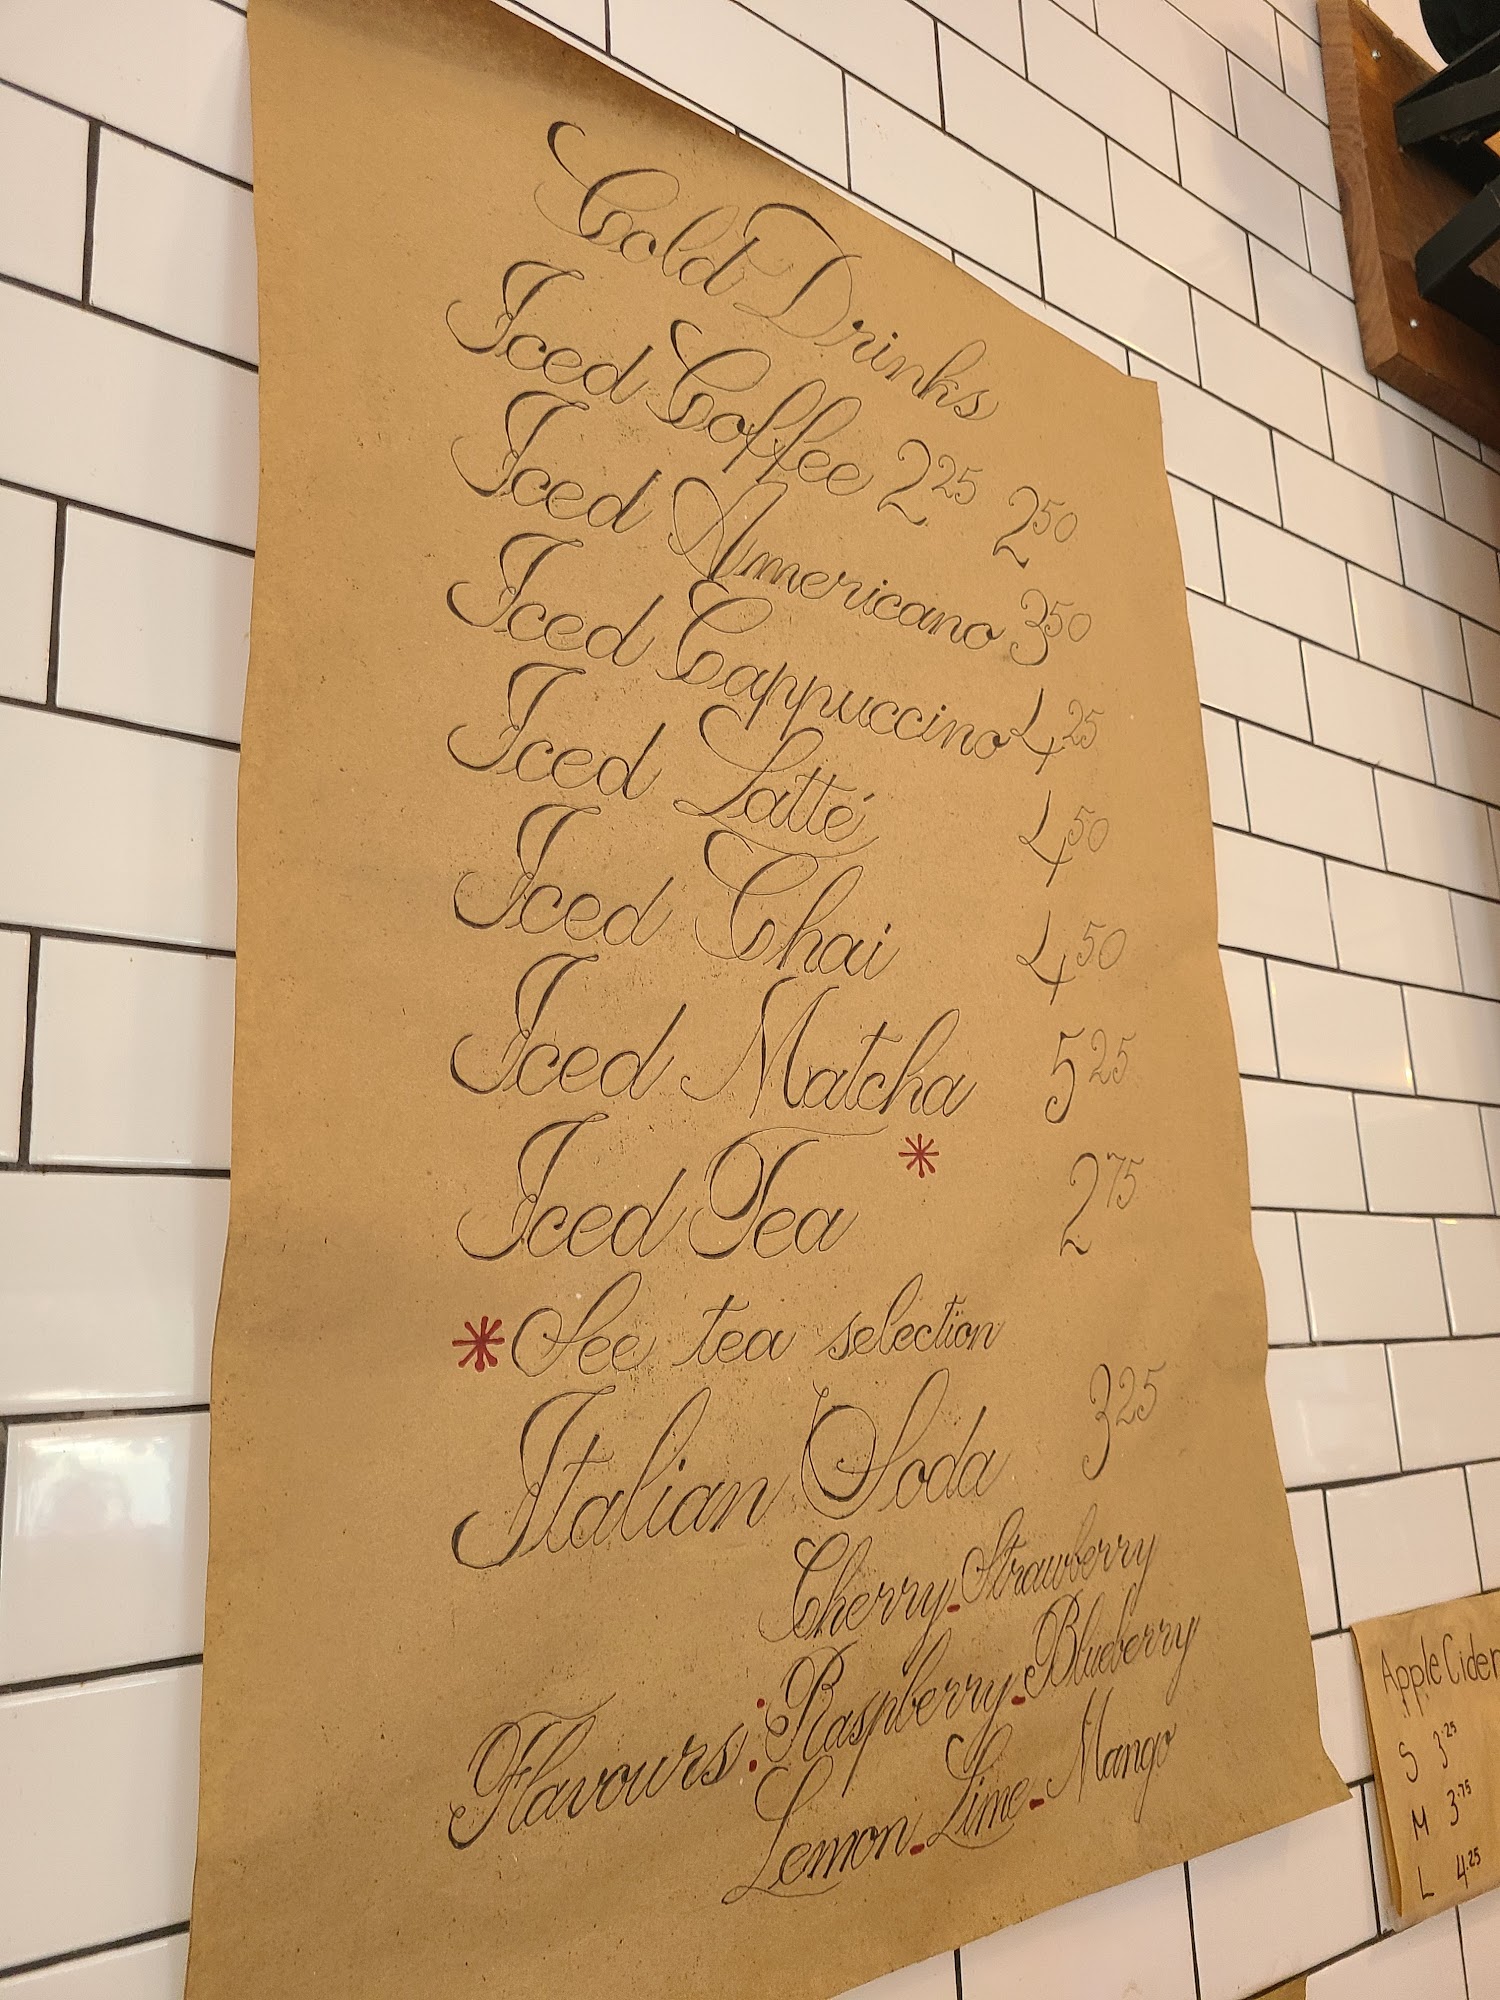 Cold Drinks
Iced Coffee 2.25 2.50
Iced Americano 3.50
Iced Cappuccino 4.25
Iced Latté 4.50
Iced Chai 4.50
Iced Matcha 5.25
Iced Tea * 2.75
* See tea selection
Italian Soda 3.25
Cherry - Strawberry
Flavours: Raspberry - Blueberry
Lemon - Lime - Mango
Apple Cider
S 3.25
M 3.75
L 4.25